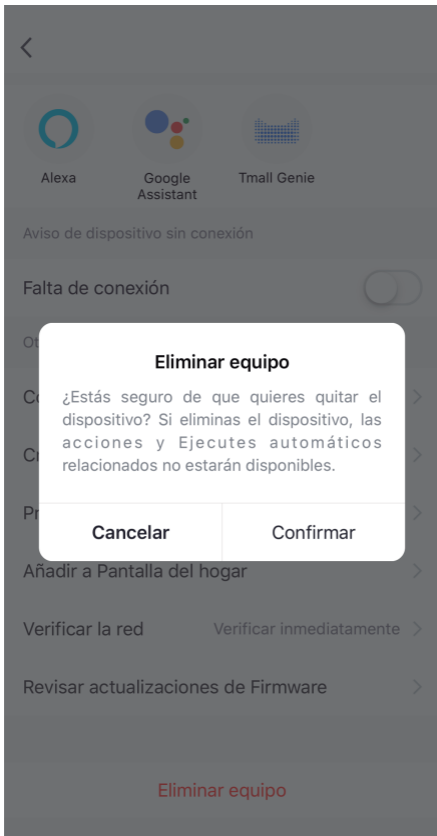 Alexa
Google
Assistant
Tmall Genie
Aviso de dispositivo sin conexión
Falta de conexión
Eliminar equipo
¿Estás seguro de que quieres quitar el
dispositivo? Si eliminas el dispositivo, las
acciones y Ejecutes automáticos
relacionados no estarán disponibles.
Cancelar
Confirmar
Añadir a Pantalla del hogar
Verificar la red
Verificar inmediatamente
Revisar actualizaciones de Firmware
Eliminar equipo